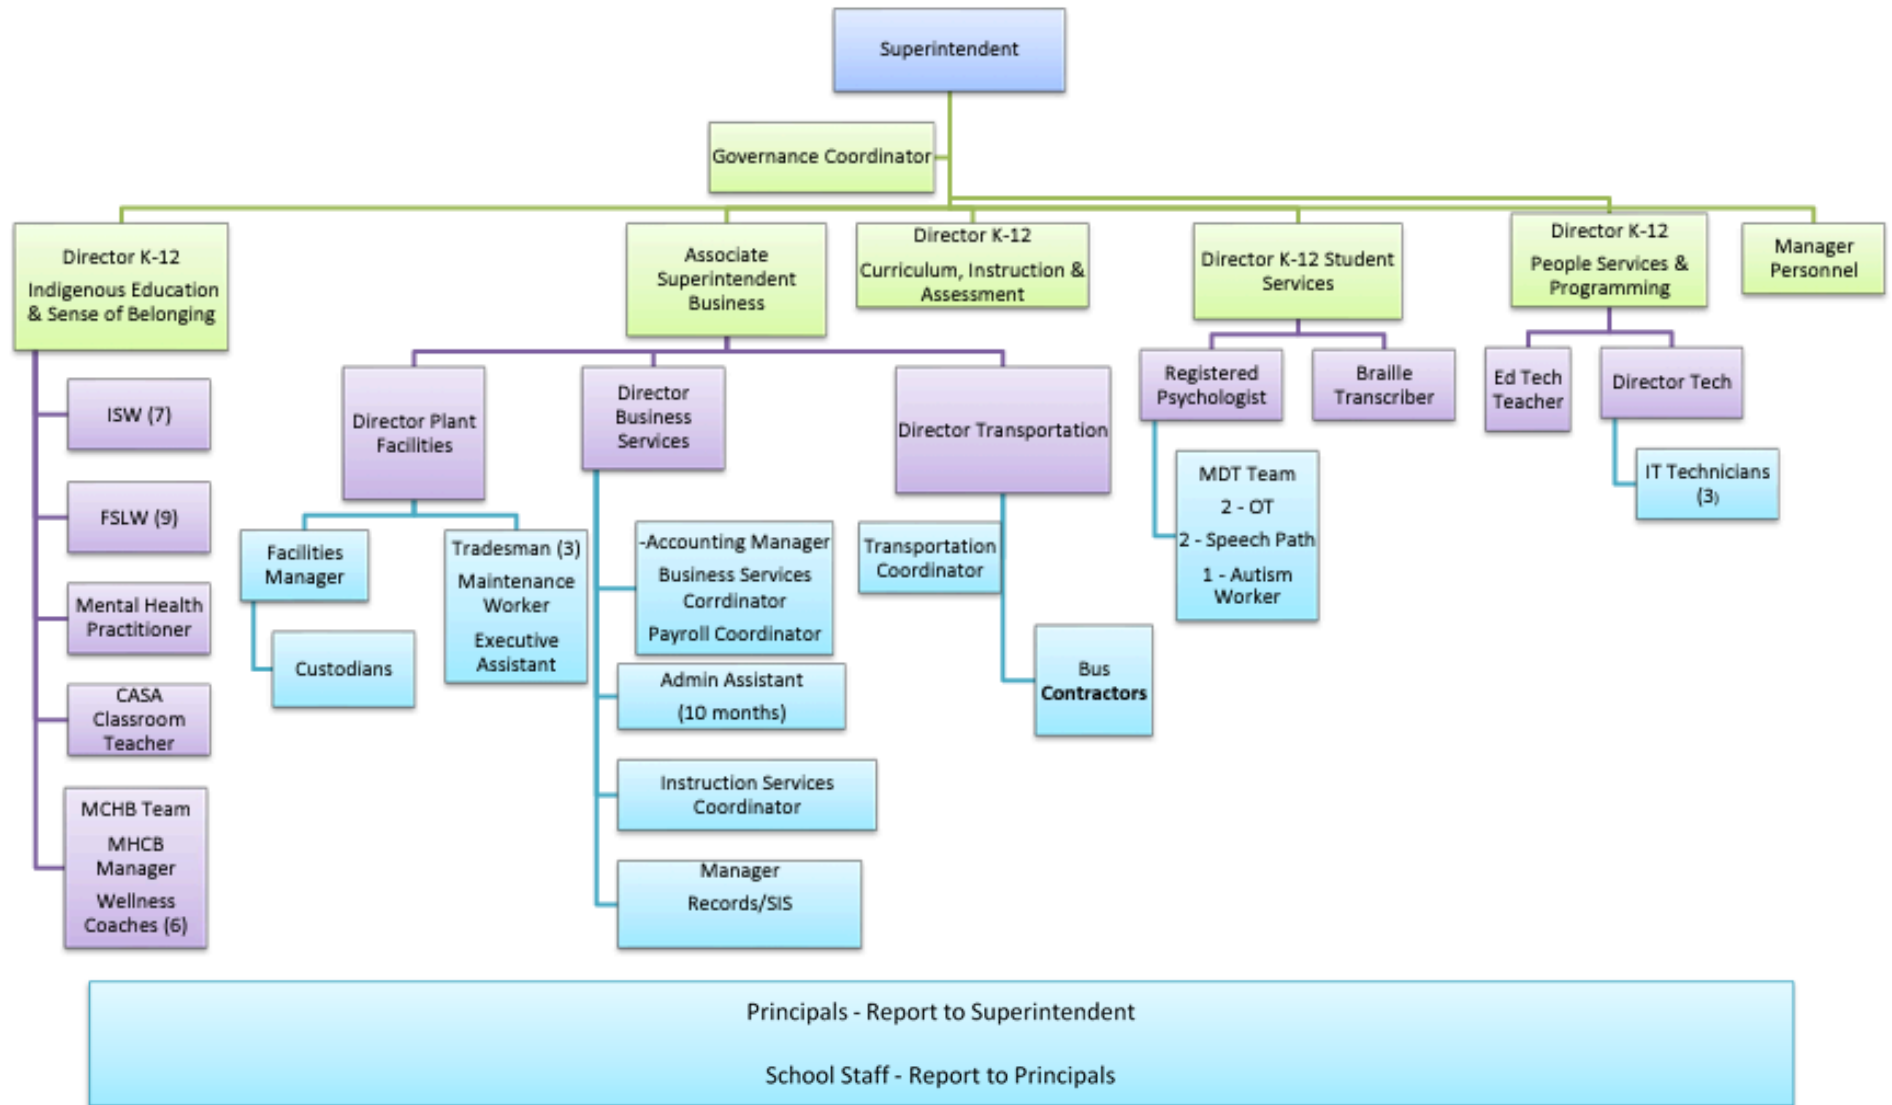 Superintendent
Governance Coordinator
Director K-12
Indigenous Education
& Sense of Belonging
Associate
Superintendent
Business
Director K-12
Curriculum, Instruction &
Assessment
Director K-12 Student
Services
Director K-12
People Services &
Programming
Manager
Personnel
ISW (7)
FSLW (9)
Mental Health
Practitioner
CASA
Classroom
Teacher
MCHB Team
MHCB
Manager
Wellness
Coaches (6)
Director Plant
Facilities
Facilities
Manager
Custodians
Tradesman (3)
Maintenance
Worker
Executive
Assistant
Director
Business
Services
-Accounting Manager
Business Services
Corrdinator
Payroll Coordinator
Admin Assistant
(10 months)
Instruction Services
Coordinator
Manager
Records/SIS
Director Transportation
Transportation
Coordinator
Bus
Contractors
Registered
Psychologist
MDT Team
2 - OT
2 - Speech Path
1 - Autism
Worker
Braille
Transcriber
Ed Tech
Teacher
Director Tech
IT Technicians
(3)
Principals - Report to Superintendent
School Staff - Report to Principals